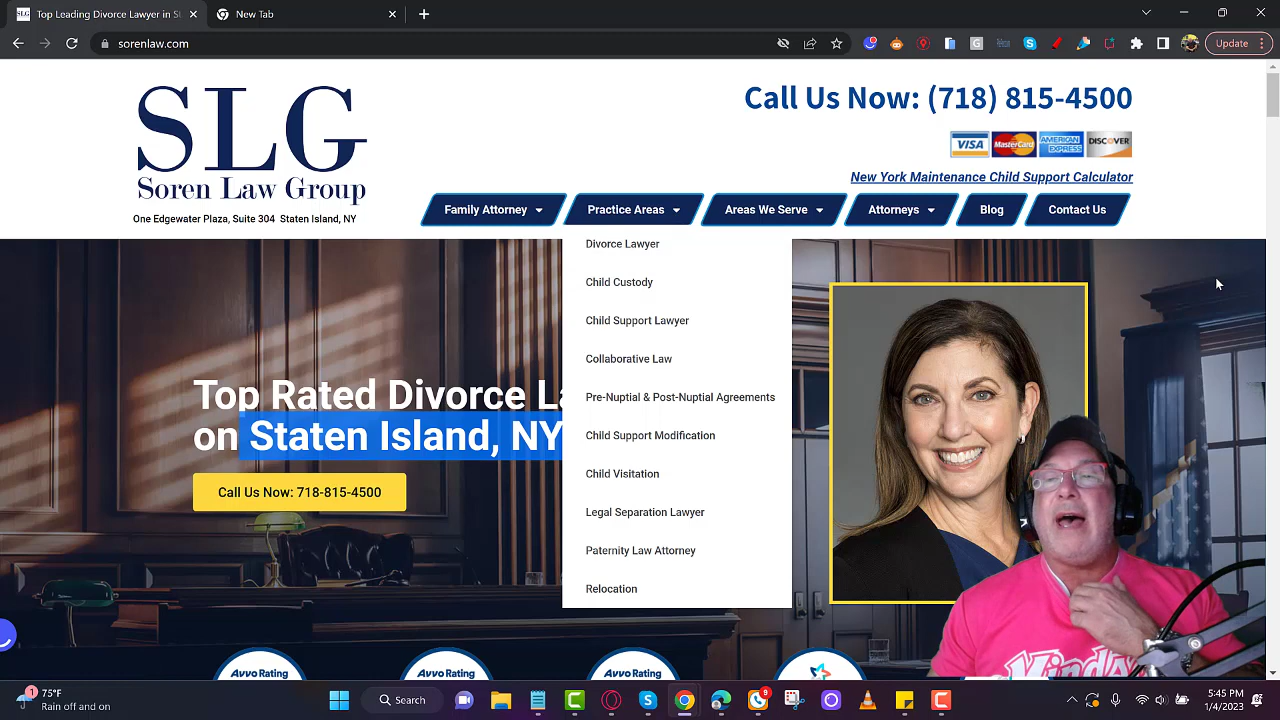 Top Leading Divorce Lawyer in St
New Tab
sorenlaw.com
Update
SLG
Soren Law Group
One Edgewater Plaza, Suite 304 Staten Island, NY
Call Us Now: (718) 815-4500
VISA MasterCard AMERICAN EXPRESS DISCOVER
New York Maintenance Child Support Calculator
Family Attorney
Practice Areas
Areas We Serve
Attorneys
Blog
Contact Us
Divorce Lawyer
Child Custody
Child Support Lawyer
Collaborative Law
Pre-Nuptial & Post-Nuptial Agreements
Child Support Modification
Child Visitation
Legal Separation Lawyer
Paternity Law Attorney
Relocation
Top Rated Divorce La
on Staten Island, NY
Call Us Now: 718-815-4500
Avvo Rating
Avvo Rating
Avvo Rating
1
75°F
Rain off and on
Search
9
5:45 PM
1/4/2023